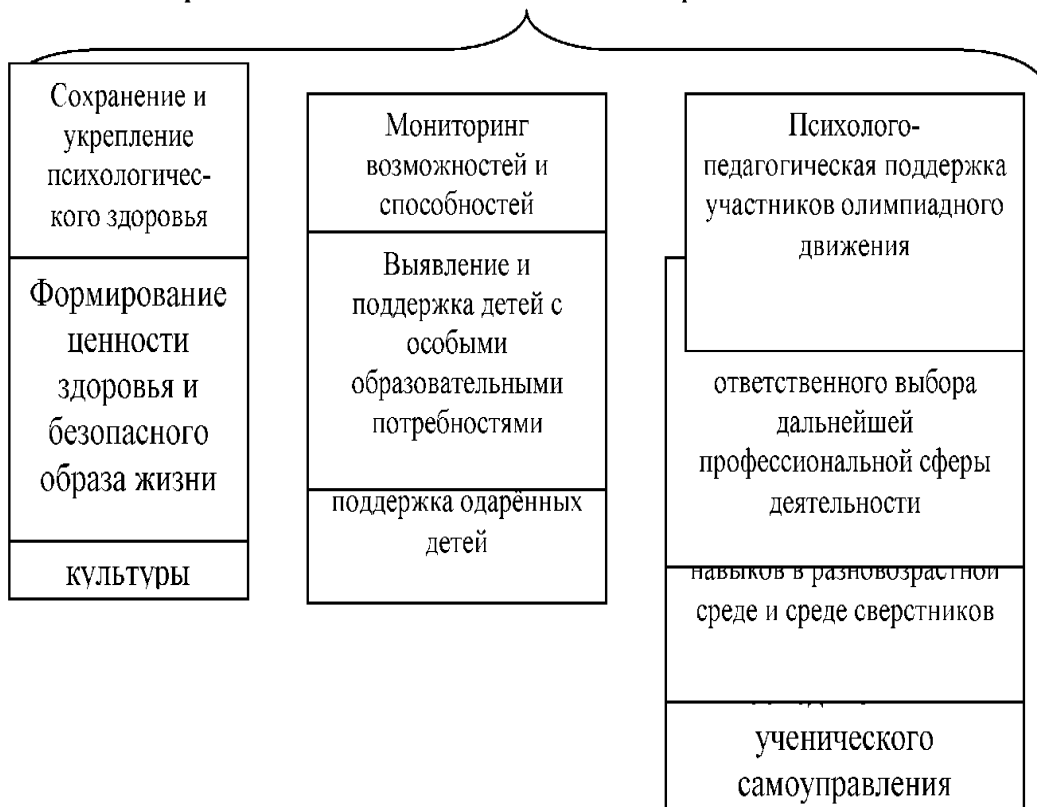 Сохранение и
укрепление
психологичес-
кого здоровья
Формирование
ценности
здоровья и
безопасного
образа жизни
культуры
Мониторинг
возможностей и
способностей
Выявление и
поддержка детей с
особыми
образовательными
потребностями
поддержка одарённых
детей
Психолого-
педагогическая поддержка
участников олимпиадного
движения
ответственного выбора
дальнейшей
профессиональной сферы
деятельности
навыков в разновозрастной
среде и среде сверстников
ученического
самоуправления